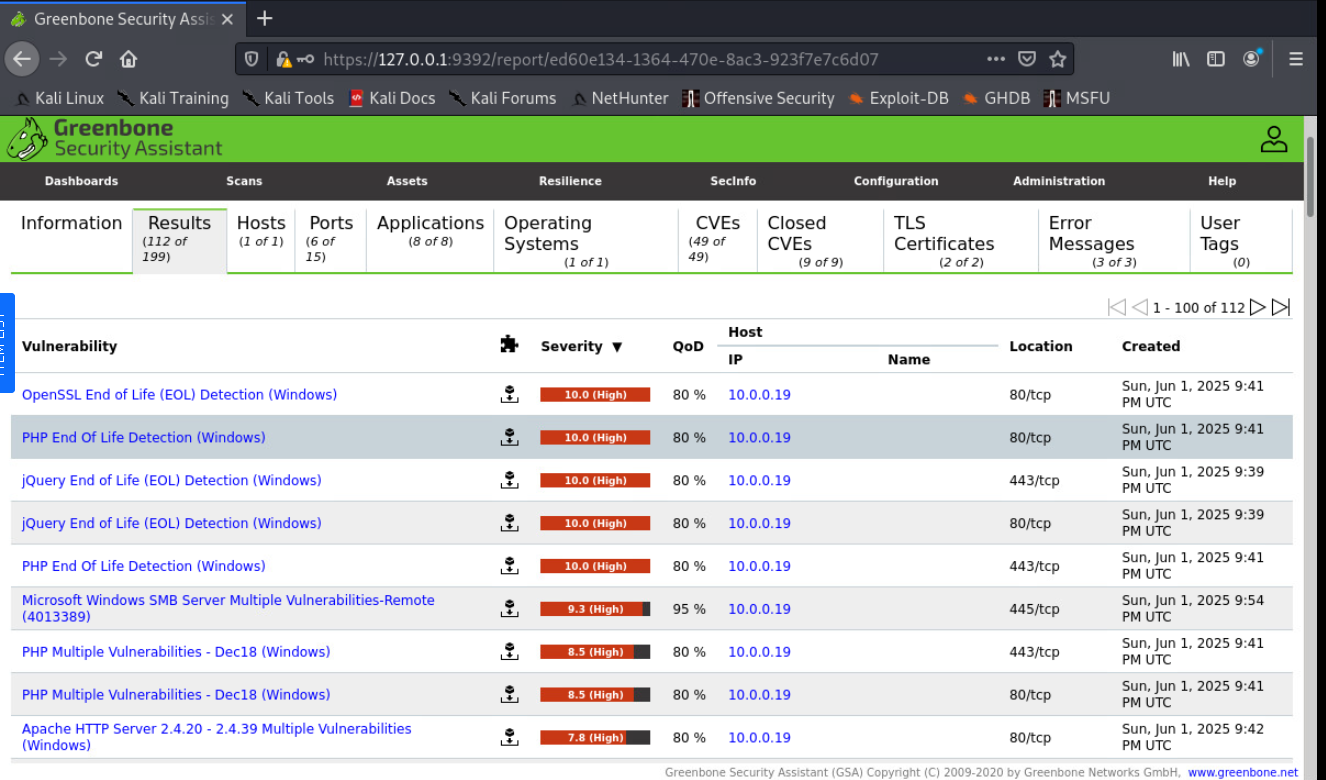 Greenbone Security Assis
https://127.0.0.1:9392/report/ed60e134-1364-470e-8ac3-923f7e7c6d07
Kali Linux Kali Training Kali Tools Kali Docs Kali Forums NetHunter Offensive Security Exploit-DB GHDB MSFU
Greenbone
Security Assistant
Dashboards Scans Assets Resilience SecInfo Configuration Administration Help
Information
Results
(112 of
199)
Hosts
(1 of 1)
Ports
(6 of
15)
Applications
(8 of 8)
Operating
Systems
(1 of 1)
CVEs
(49 of
49)
Closed
CVEs
(9 of 9)
TLS
Certificates
(2 of 2)
Error
Messages
(3 of 3)
User
Tags
(0)
1 - 100 of 112
Vulnerability Severity ▼ QoD Host Location Created
IP Name
OpenSSL End of Life (EOL) Detection (Windows) 10.0 (High) 80 % 10.0.0.19 80/tcp Sun, Jun 1, 2025 9:41
PM UTC
PHP End Of Life Detection (Windows) 10.0 (High) 80 % 10.0.0.19 80/tcp Sun, Jun 1, 2025 9:41
PM UTC
jQuery End of Life (EOL) Detection (Windows) 10.0 (High) 80 % 10.0.0.19 443/tcp Sun, Jun 1, 2025 9:39
PM UTC
jQuery End of Life (EOL) Detection (Windows) 10.0 (High) 80 % 10.0.0.19 80/tcp Sun, Jun 1, 2025 9:39
PM UTC
PHP End Of Life Detection (Windows) 10.0 (High) 80 % 10.0.0.19 443/tcp Sun, Jun 1, 2025 9:41
PM UTC
Microsoft Windows SMB Server Multiple Vulnerabilities-Remote
(4013389) 9.3 (High) 95 % 10.0.0.19 445/tcp Sun, Jun 1, 2025 9:54
PM UTC
PHP Multiple Vulnerabilities - Dec18 (Windows) 8.5 (High) 80 % 10.0.0.19 443/tcp Sun, Jun 1, 2025 9:41
PM UTC
PHP Multiple Vulnerabilities - Dec18 (Windows) 8.5 (High) 80 % 10.0.0.19 80/tcp Sun, Jun 1, 2025 9:41
PM UTC
Apache HTTP Server 2.4.20 - 2.4.39 Multiple Vulnerabilities
(Windows) 7.8 (High) 80 % 10.0.0.19 80/tcp Sun, Jun 1, 2025 9:42
PM UTC
Greenbone Security Assistant (GSA) Copyright (C) 2009-2020 by Greenbone Networks GmbH, www.greenbone.net